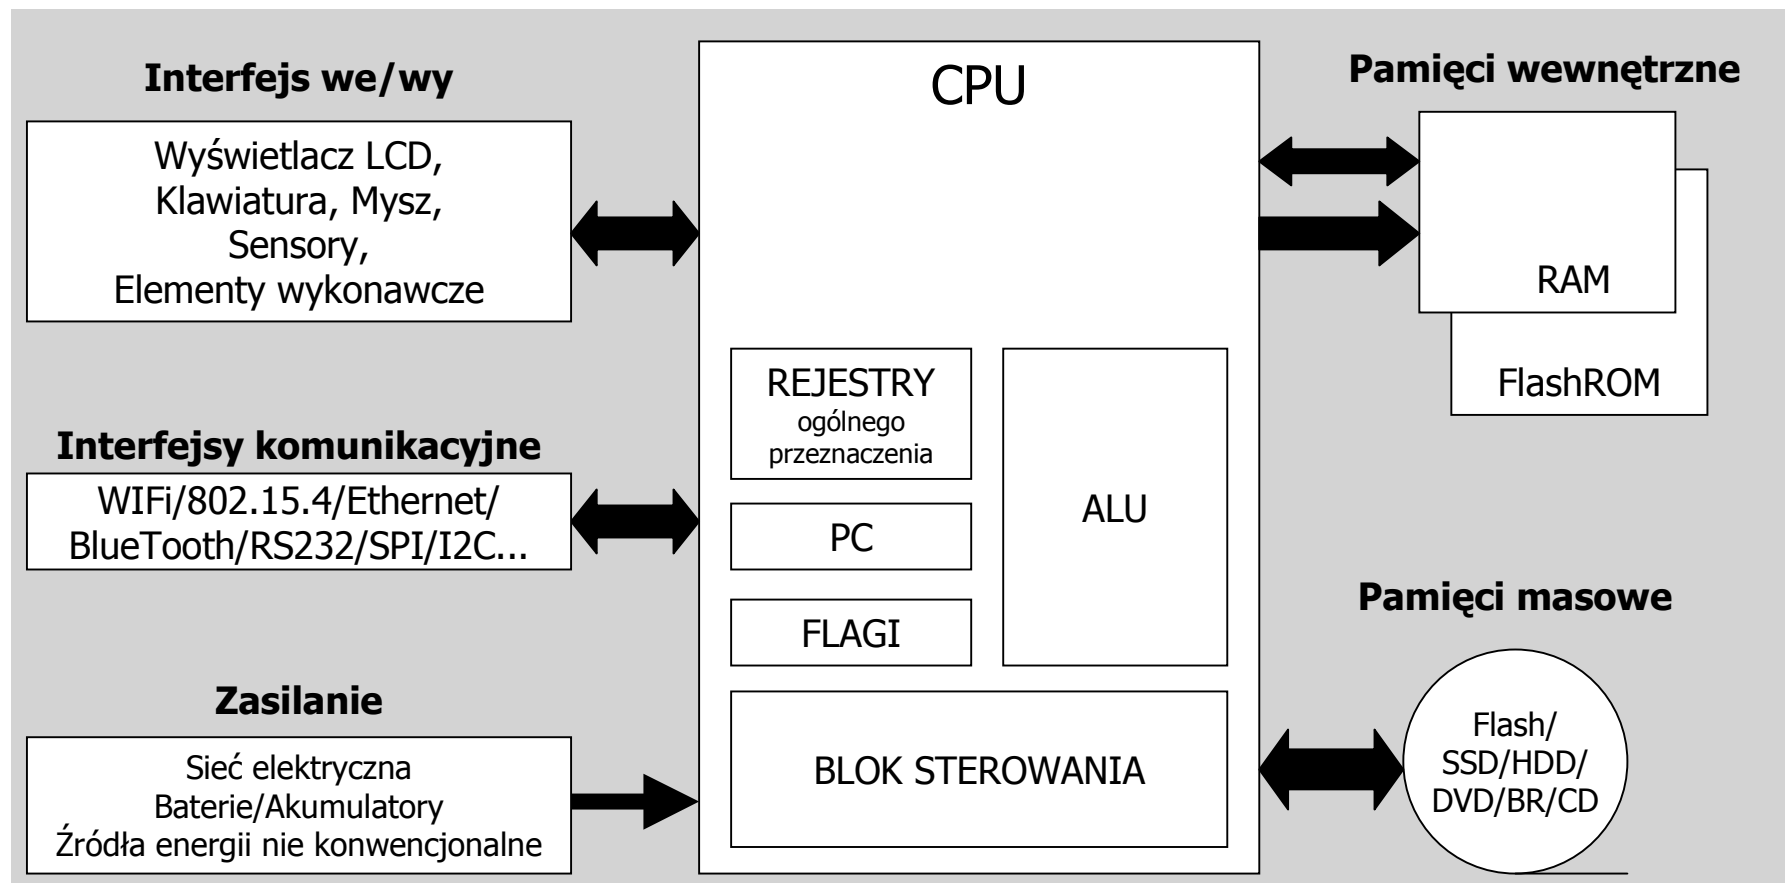 Interfejs we/wy
Wyświetlacz LCD,
Klawiatura, Mysz,
Sensory,
Elementy wykonawcze
Interfejsy komunikacyjne
WIFi/802.15.4/Ethernet/
BlueTooth/RS232/SPI/I2C...
Zasilanie
Sieć elektryczna
Baterie/Akumulatory
Źródła energii nie konwencjonalne
CPU
REJESTRY
ogólnego
przeznaczenia
PC
FLAGI
ALU
BLOK STEROWANIA
Pamięci wewnętrzne
RAM
FlashROM
Pamięci masowe
Flash/
SSD/HDD/
DVD/BR/CD